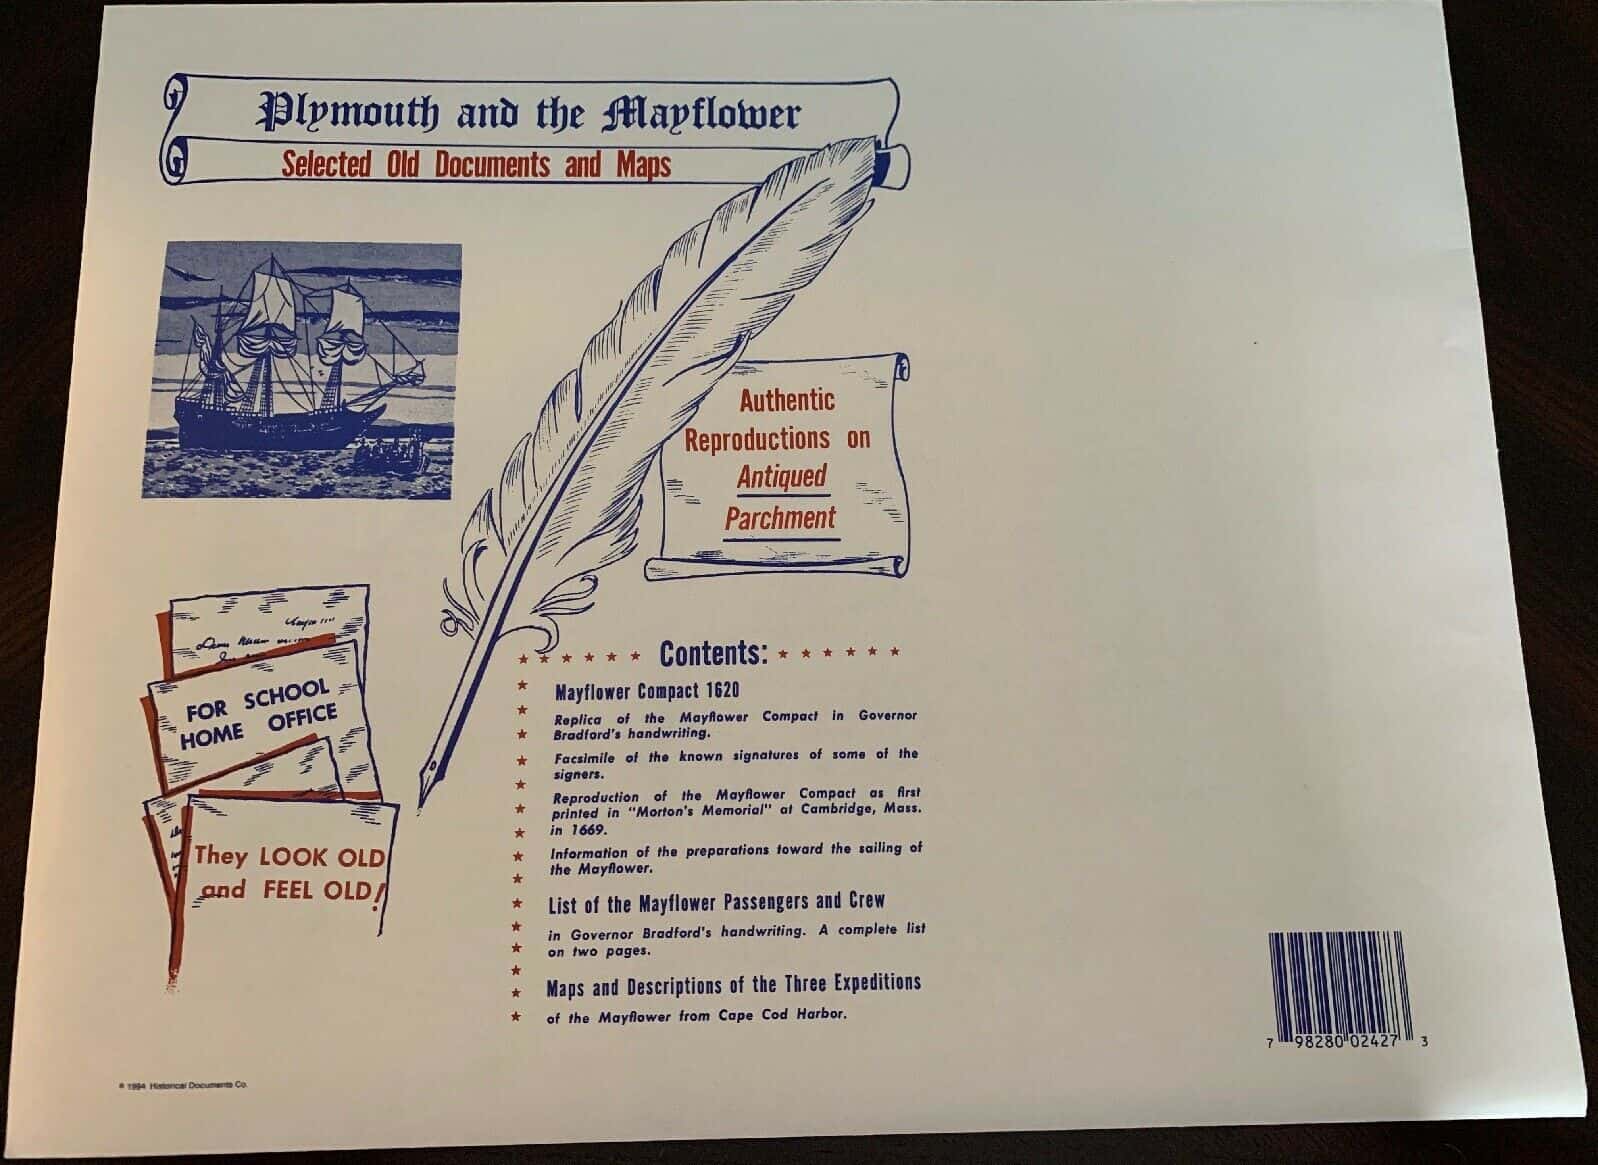 Plymouth and the Mayflower
Selected Old Documents and Maps
Authentic
Reproductions on
Antiqued
Parchment
FOR SCHOOL
HOME OFFICE
They LOOK OLD
and FEEL OLD!
Contents:
Mayflower Compact 1620
Replica of the Mayflower Compact in Governor
Bradford's handwriting.
Facsimile of the known signatures of some of the
signers.
Reproduction of the Mayflower Compact as first
printed in "Morton's Memorial" at Cambridge, Mass.
in 1669.
Information of the preparations toward the sailing of
the Mayflower.
List of the Mayflower Passengers and Crew
in Governor Bradford's handwriting. A complete list
on two pages.
Maps and Descriptions of the Three Expeditions
of the Mayflower from Cape Cod Harbor.
7 98280 02427 3
© 1994 Historical Documents Co.